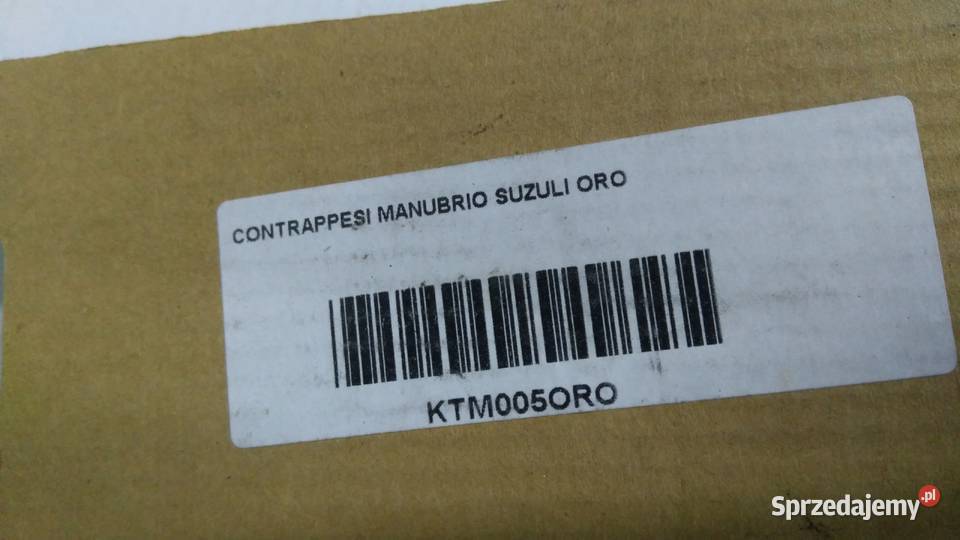 CONTRAPPESI MANUBRIO SUZULI ORO
KTM005ORO
Sprzedajemy.pl